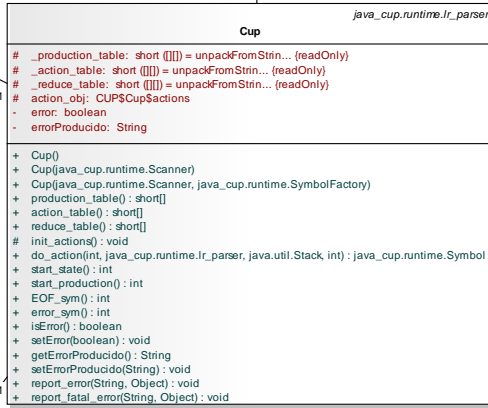 java_cup.runtime.lr_parser
Cup
# _production_table: short ([][]) = unpackFromStrin... {readOnly}
# _action_table: short ([][]) = unpackFromStrin... {readOnly}
# _reduce_table: short ([][]) = unpackFromStrin... {readOnly}
# action_obj: CUP$Cup$actions
- error: boolean
- errorProducido: String
+ Cup()
+ Cup(java_cup.runtime.Scanner)
+ Cup(java_cup.runtime.Scanner, java_cup.runtime.SymbolFactory)
+ production_table() : short[]
+ action_table() : short[]
+ reduce_table() : short[]
# init_actions() : void
+ do_action(int, java_cup.runtime.lr_parser, java.util.Stack, int) : java_cup.runtime.Symbol
+ start_state() : int
+ start_production() : int
+ EOF_sym() : int
+ error_sym() : int
+ isError() : boolean
+ setError(boolean) : void
+ getErrorProducido() : String
+ setErrorProducido(String) : void
+ report_error(String, Object) : void
+ report_fatal_error(String, Object) : void